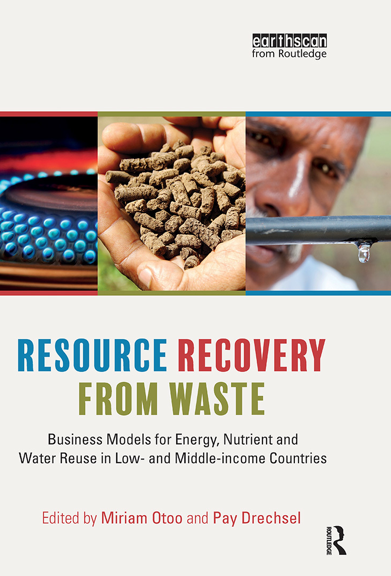 earthscan
from Routledge
RESOURCE RECOVERY
FROM WASTE
Business Models for Energy, Nutrient and
Water Reuse in Low- and Middle-income Countries
Edited by Miriam Otoo and Pay Drechsel
ROUTLEDGE